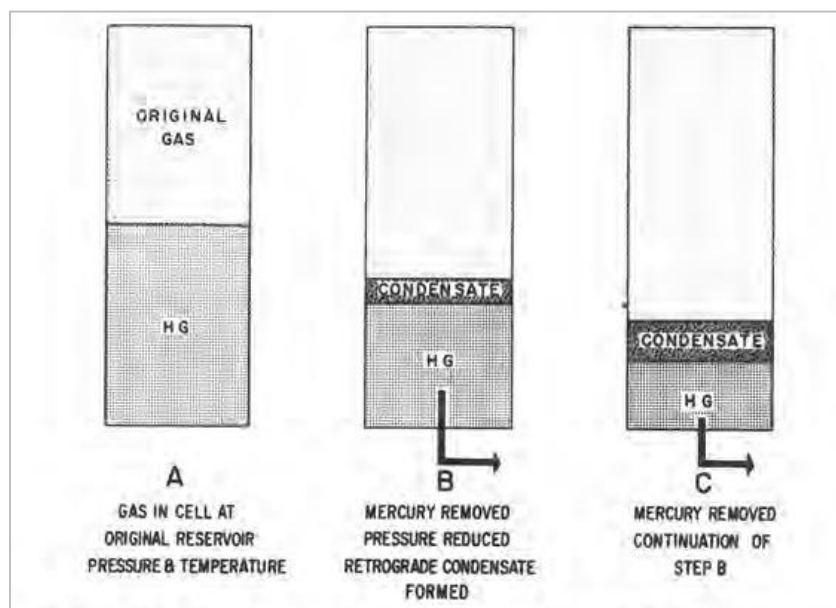 ORIGINAL
GAS
HG
A
GAS IN CELL AT
ORIGINAL RESERVOIR
PRESSURE & TEMPERATURE
CONDENSATE
HG
B
MERCURY REMOVED
PRESSURE REDUCED
RETROGRADE CONDENSATE
FORMED
CONDENSATE
HG
C
MERCURY REMOVED
CONTINUATION OF
STEP B